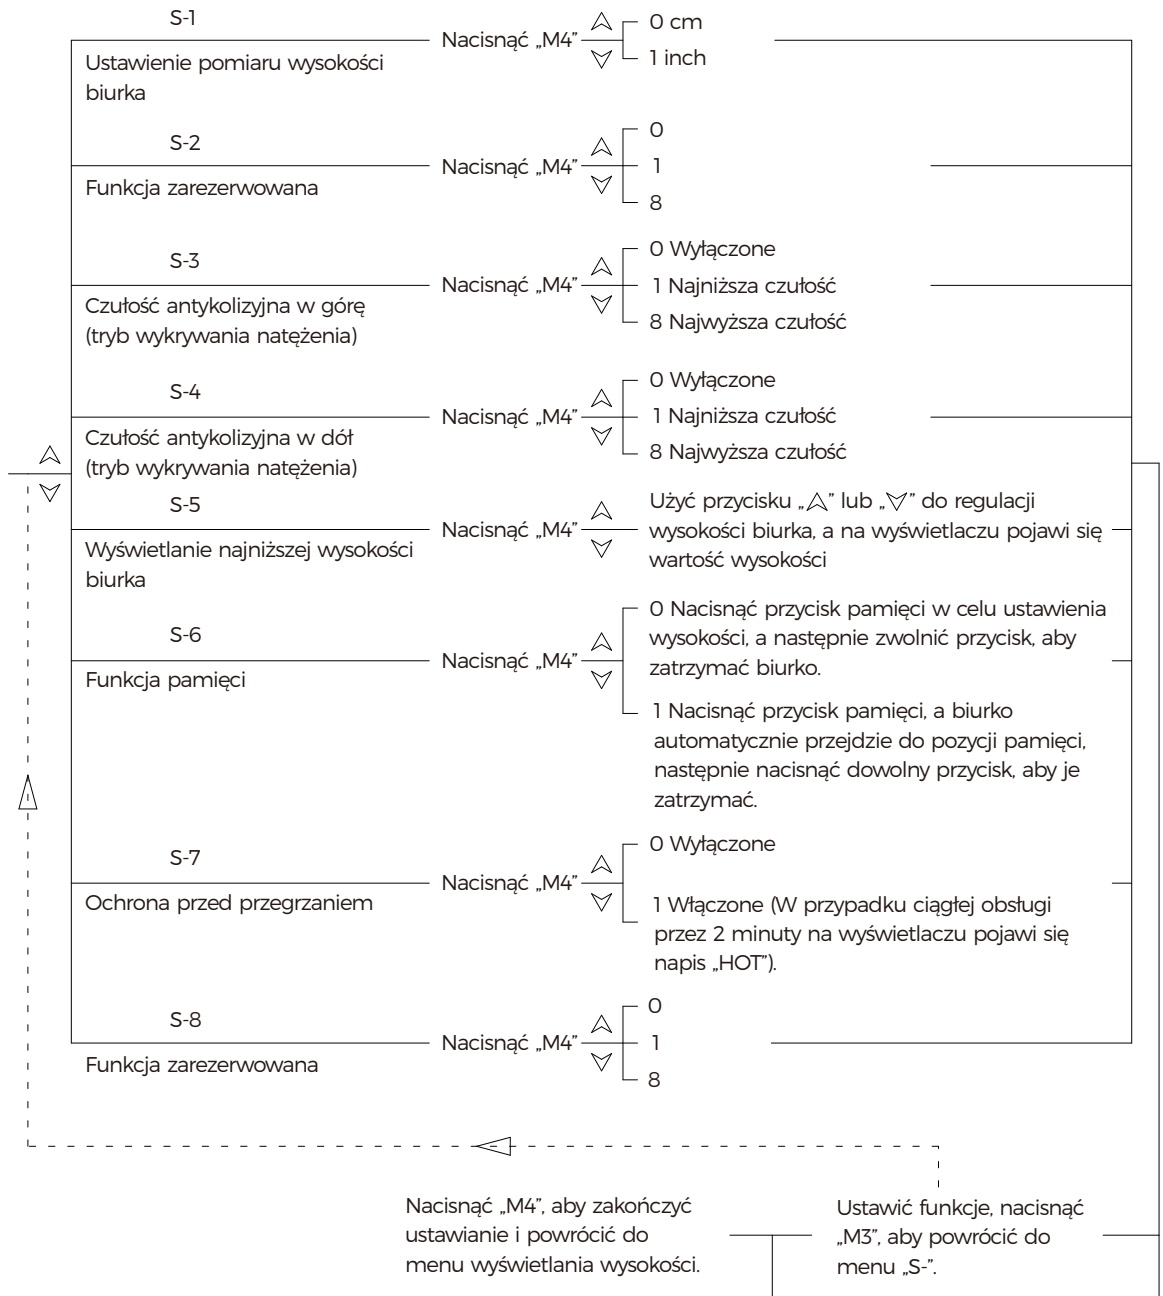 S-1
Nacisnąć „M4”
0 cm
1 inch
Ustawienie pomiaru wysokości
biurka
S-2
Nacisnąć „M4”
0
1
8
Funkcja zarezerwowana
S-3
Nacisnąć „M4”
0 Wyłączone
1 Najniższa czułość
8 Najwyższa czułość
Czułość antykolizyjna w górę
(tryb wykrywania natężenia)
S-4
Nacisnąć „M4”
0 Wyłączone
1 Najniższa czułość
8 Najwyższa czułość
Czułość antykolizyjna w dół
(tryb wykrywania natężenia)
S-5
Nacisnąć „M4”
Użyć przycisku „⮝” lub „⮟” do regulacji
wysokości biurka, a na wyświetlaczu pojawi się
wartość wysokości
Wyświetlanie najniższej wysokości
biurka
S-6
Nacisnąć „M4”
0 Nacisnąć przycisk pamięci w celu ustawienia
wysokości, a następnie zwolnić przycisk, aby
zatrzymać biurko.
1 Nacisnąć przycisk pamięci, a biurko
automatycznie przejdzie do pozycji pamięci,
następnie nacisnąć dowolny przycisk, aby je
zatrzymać.
Funkcja pamięci
S-7
Nacisnąć „M4”
0 Wyłączone
1 Włączone (W przypadku ciągłej obsługi
przez 2 minuty na wyświetlaczu pojawi się
napis „HOT”).
Ochrona przed przegrzaniem
S-8
Nacisnąć „M4”
0
1
8
Funkcja zarezerwowana
Nacisnąć „M4”, aby zakończyć
ustawianie i powrócić do
menu wyświetlania wysokości.
Ustawić funkcje, nacisnąć
„M3”, aby powrócić do
menu „S-”.